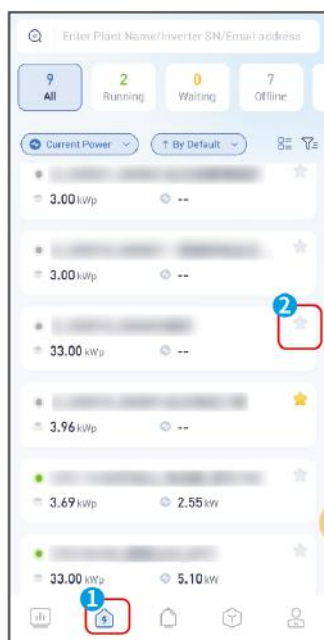 Enter Plant Name/Inverter SN/Email address
9 2 0 7
All Running Waiting Offline
Current Power ↑ By Default
3.00 kWp --
3.00 kWp --
2
33.00 kWp --
3.96 kWp --
3.69 kWp 2.55 kW
33.00 kWp 5.10 kW
1